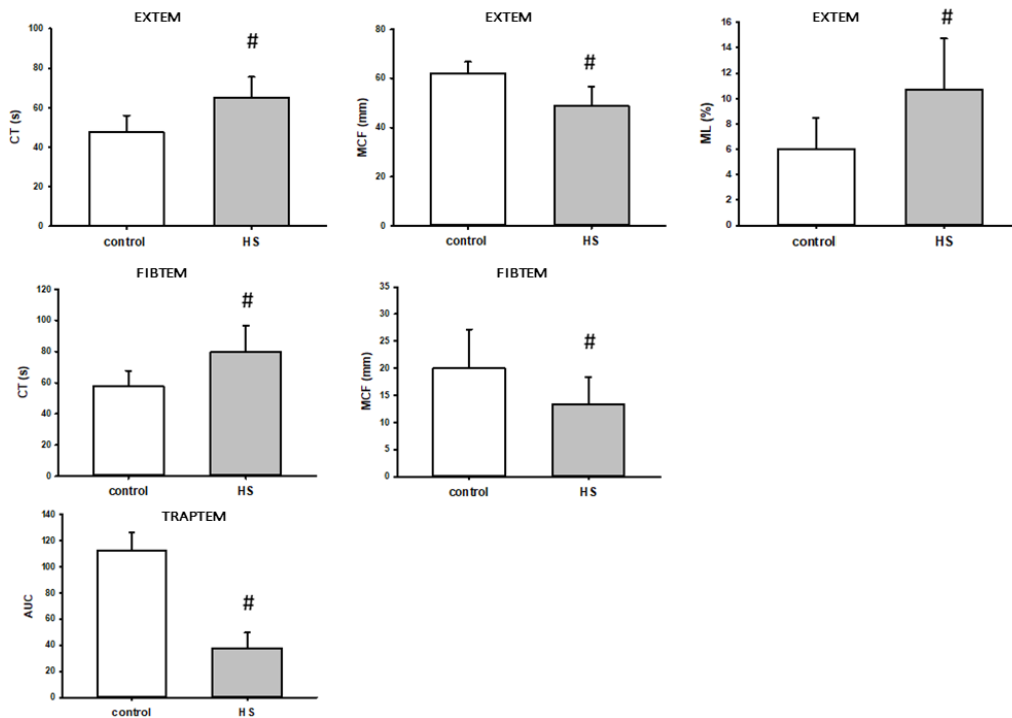 EXTEM
CT (s)
100
80
60
40
20
0
#
control HS
EXTEM
MCF (mm)
80
60
40
20
0
#
control HS
EXTEM
ML (%)
16
14
12
10
8
6
4
2
0
#
control HS
FIBTEM
CT (s)
120
100
80
60
40
20
0
#
control HS
FIBTEM
MCF (mm)
35
30
25
20
15
10
5
0
#
control HS
TRAPTEM
AUC
140
120
100
80
60
40
20
0
#
control HS